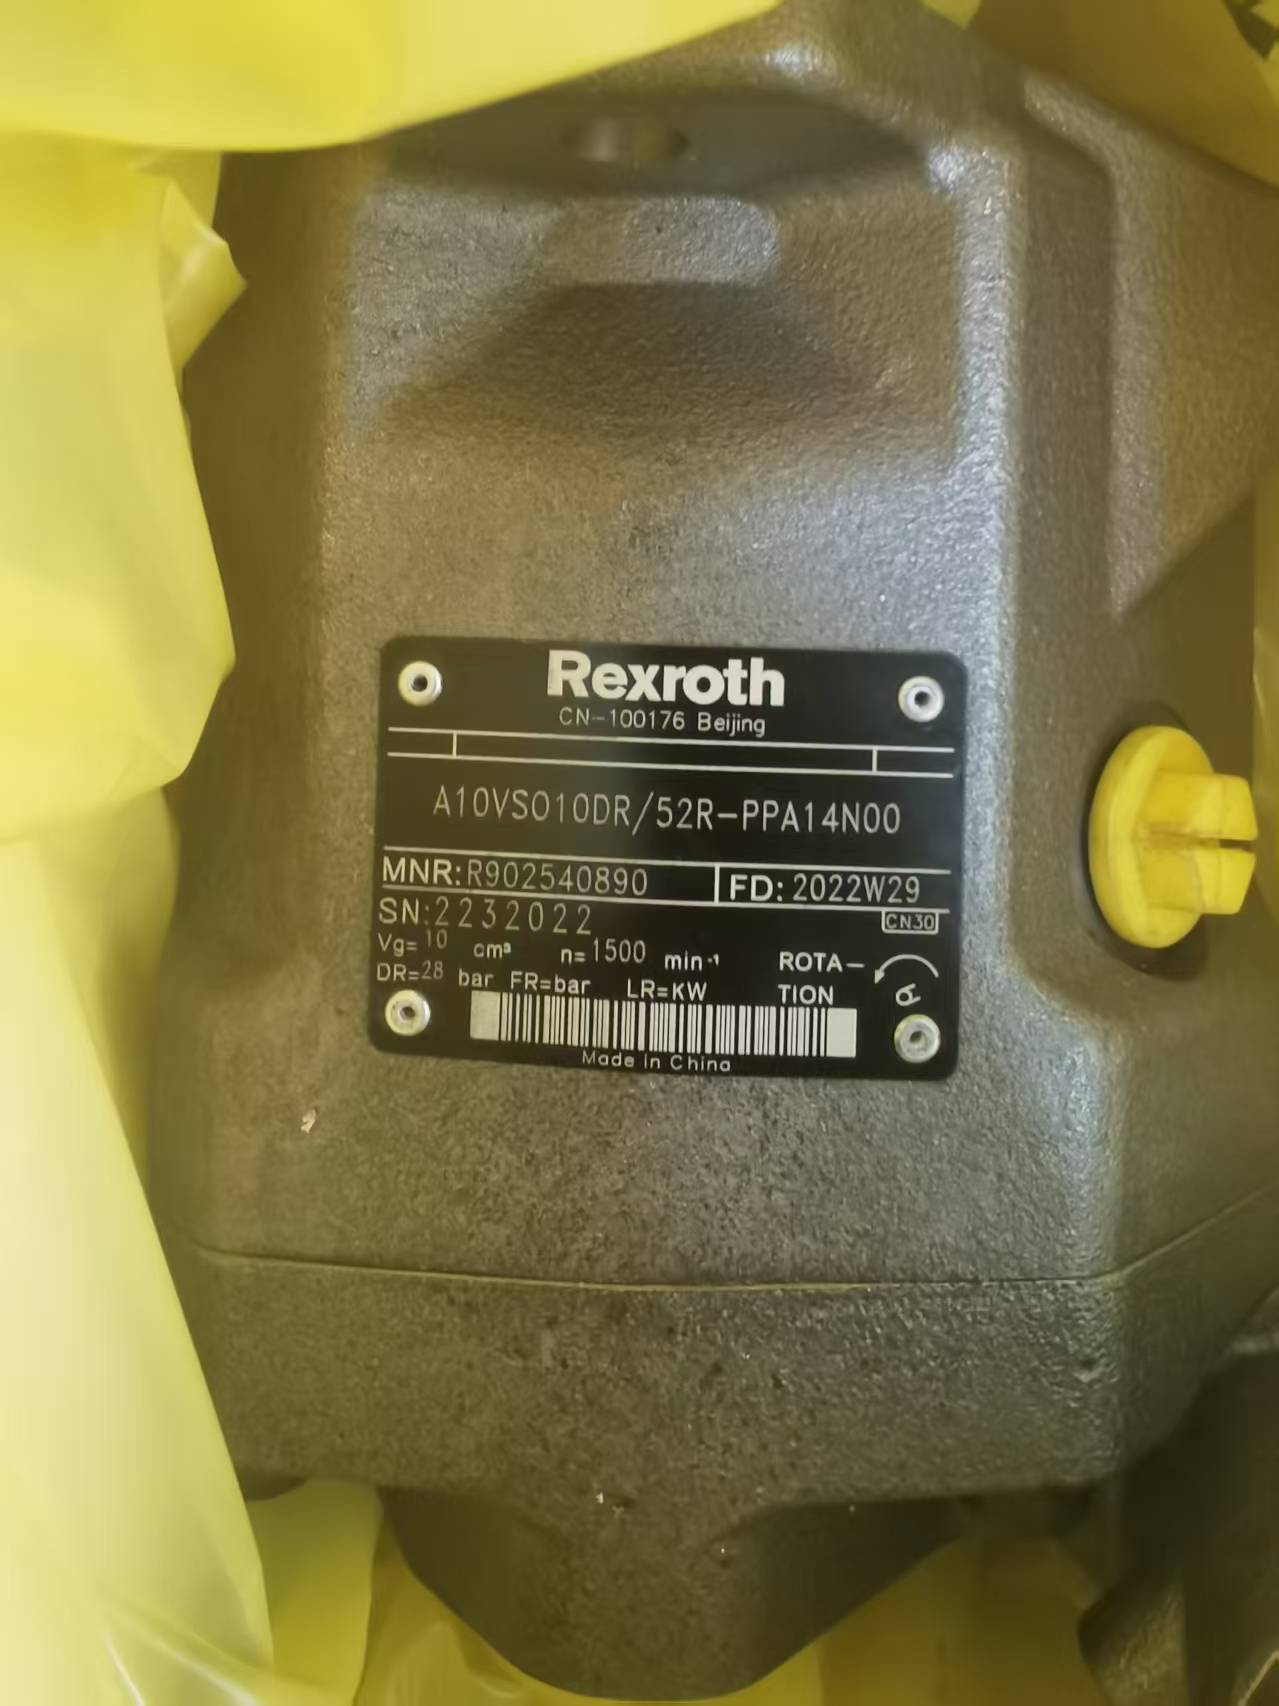 Rexroth
CN-100176 Beijing
A10VSO10DR/52R-PPA14N00
MNR: R902540890 FD: 2022W29
SN: 2232022 CN30
Vg= 10 cm³ n= 1500 min-1 ROTA-
DR=28 bar FR=bar LR=KW TION
Made in China